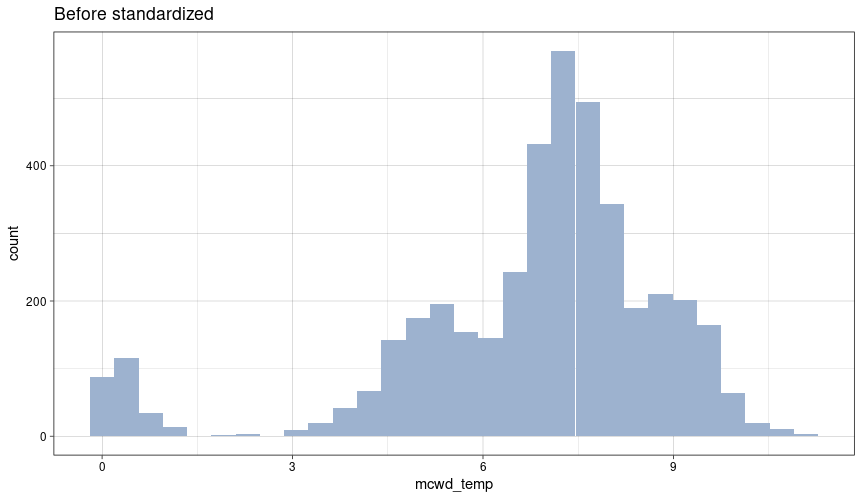 Before standardized
count
400
200
0
0 3 6 9
mcwd_temp